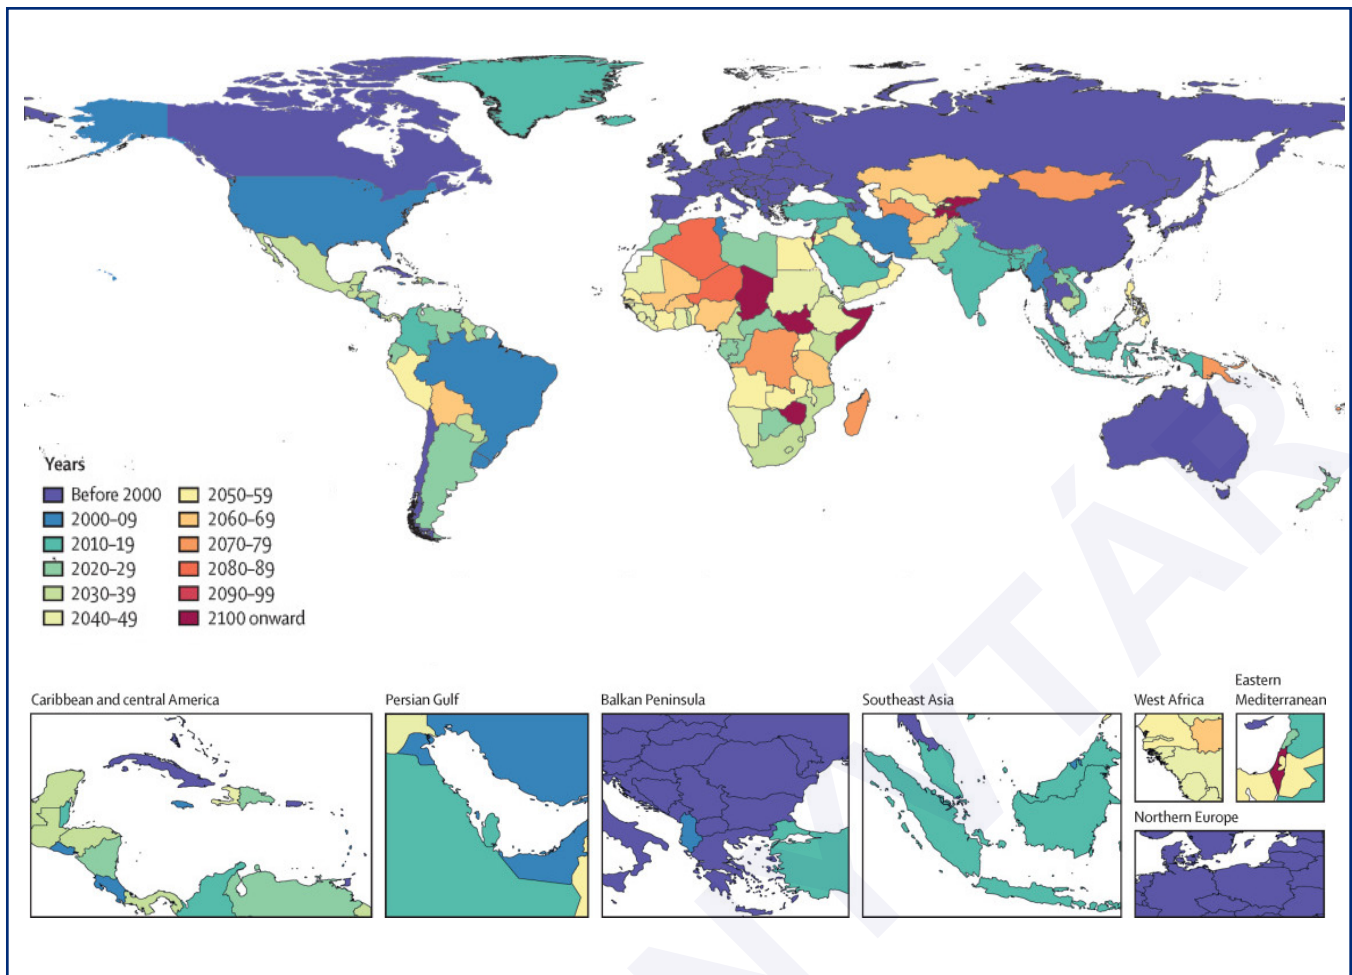 Years
Before 2000
2000–09
2010–19
2020–29
2030–39
2040–49
2050–59
2060–69
2070–79
2080–89
2090–99
2100 onward
Caribbean and central America
Persian Gulf
Balkan Peninsula
Southeast Asia
West Africa
Eastern
Mediterranean
Northern Europe
NYVTÁR